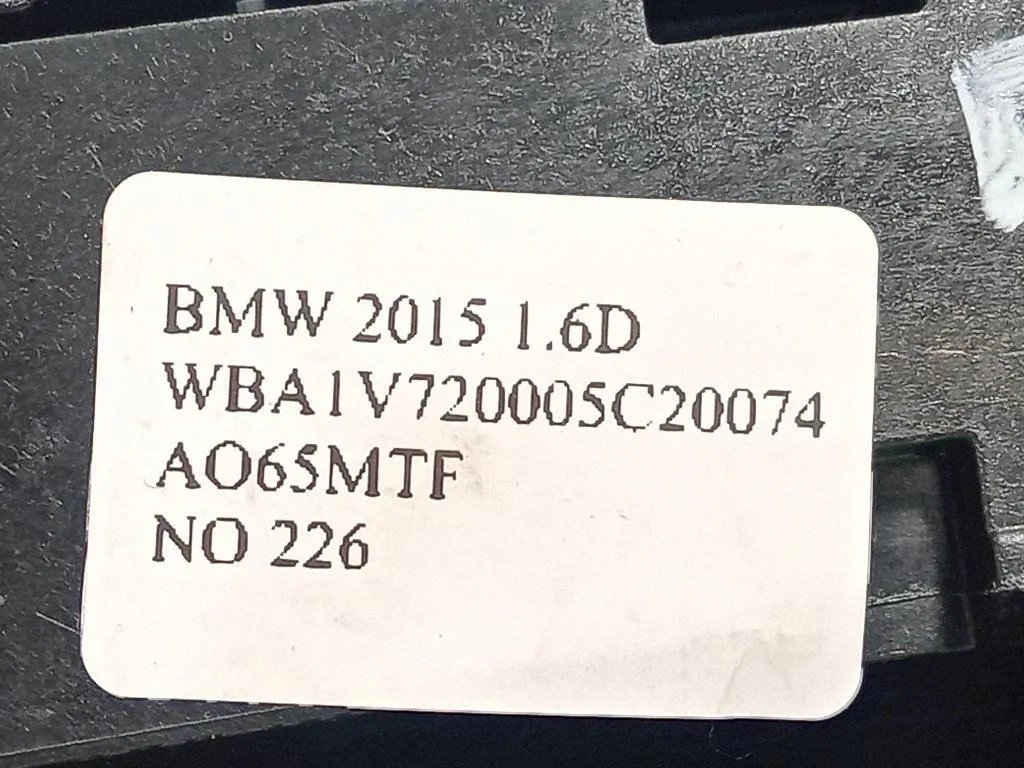 BMW 2015 1.6D
WBA1V720005C20074
AO65MTF
NO 226